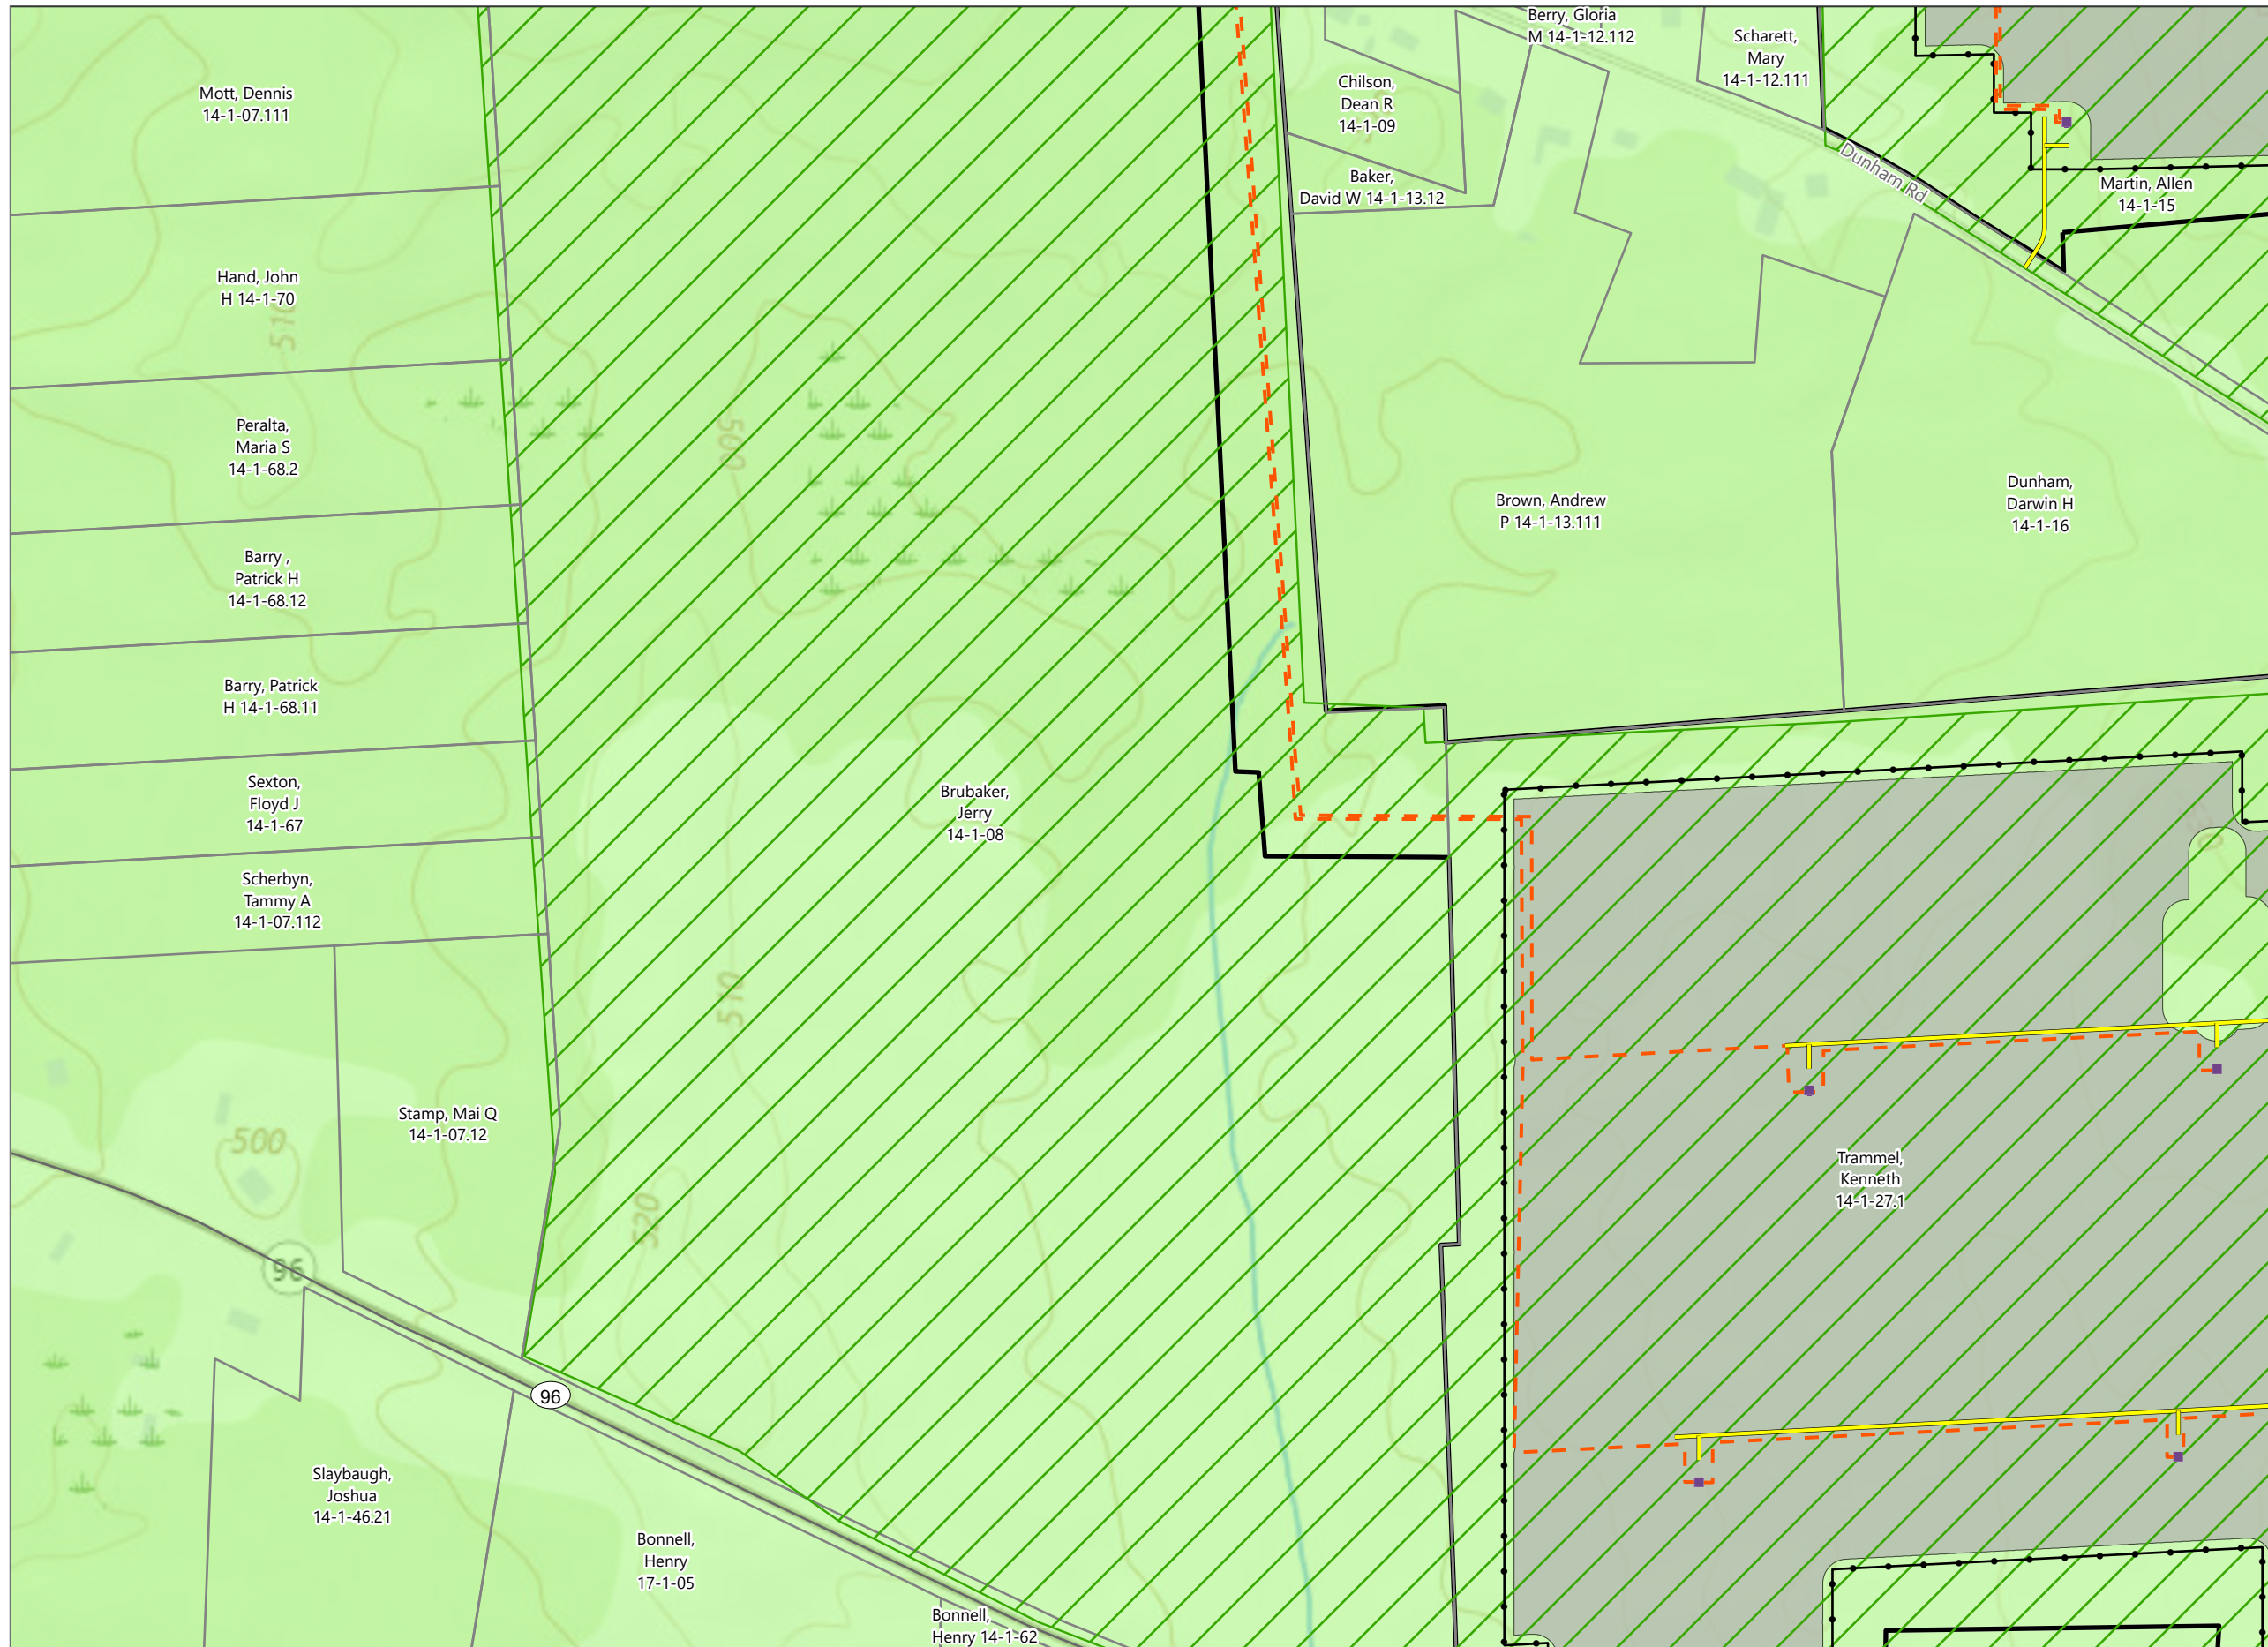 Berry, Gloria
M 14-1-12.112
Scharett,
Mary
14-1-12.111
Mott, Dennis
14-1-07.111
Chilson,
Dean R
14-1-09
Dunham Rd
Baker,
David W 14-1-13.12
Martin, Allen
14-1-15
Hand, John
H 14-1-70
510
Peralta,
Maria S
14-1-68.2
500
Brown, Andrew
P 14-1-13.111
Dunham,
Darwin H
14-1-16
Barry ,
Patrick H
14-1-68.12
Barry, Patrick
H 14-1-68.11
Sexton,
Floyd J
14-1-67
Brubaker,
Jerry
14-1-08
Scherbyn,
Tammy A
14-1-07.112
510
Stamp, Mai Q
14-1-07.12
500
Trammel,
Kenneth
14-1-27.1
520
96
96
Slaybaugh,
Joshua
14-1-46.21
Bonnell,
Henry
17-1-05
Bonnell,
Henry 14-1-62